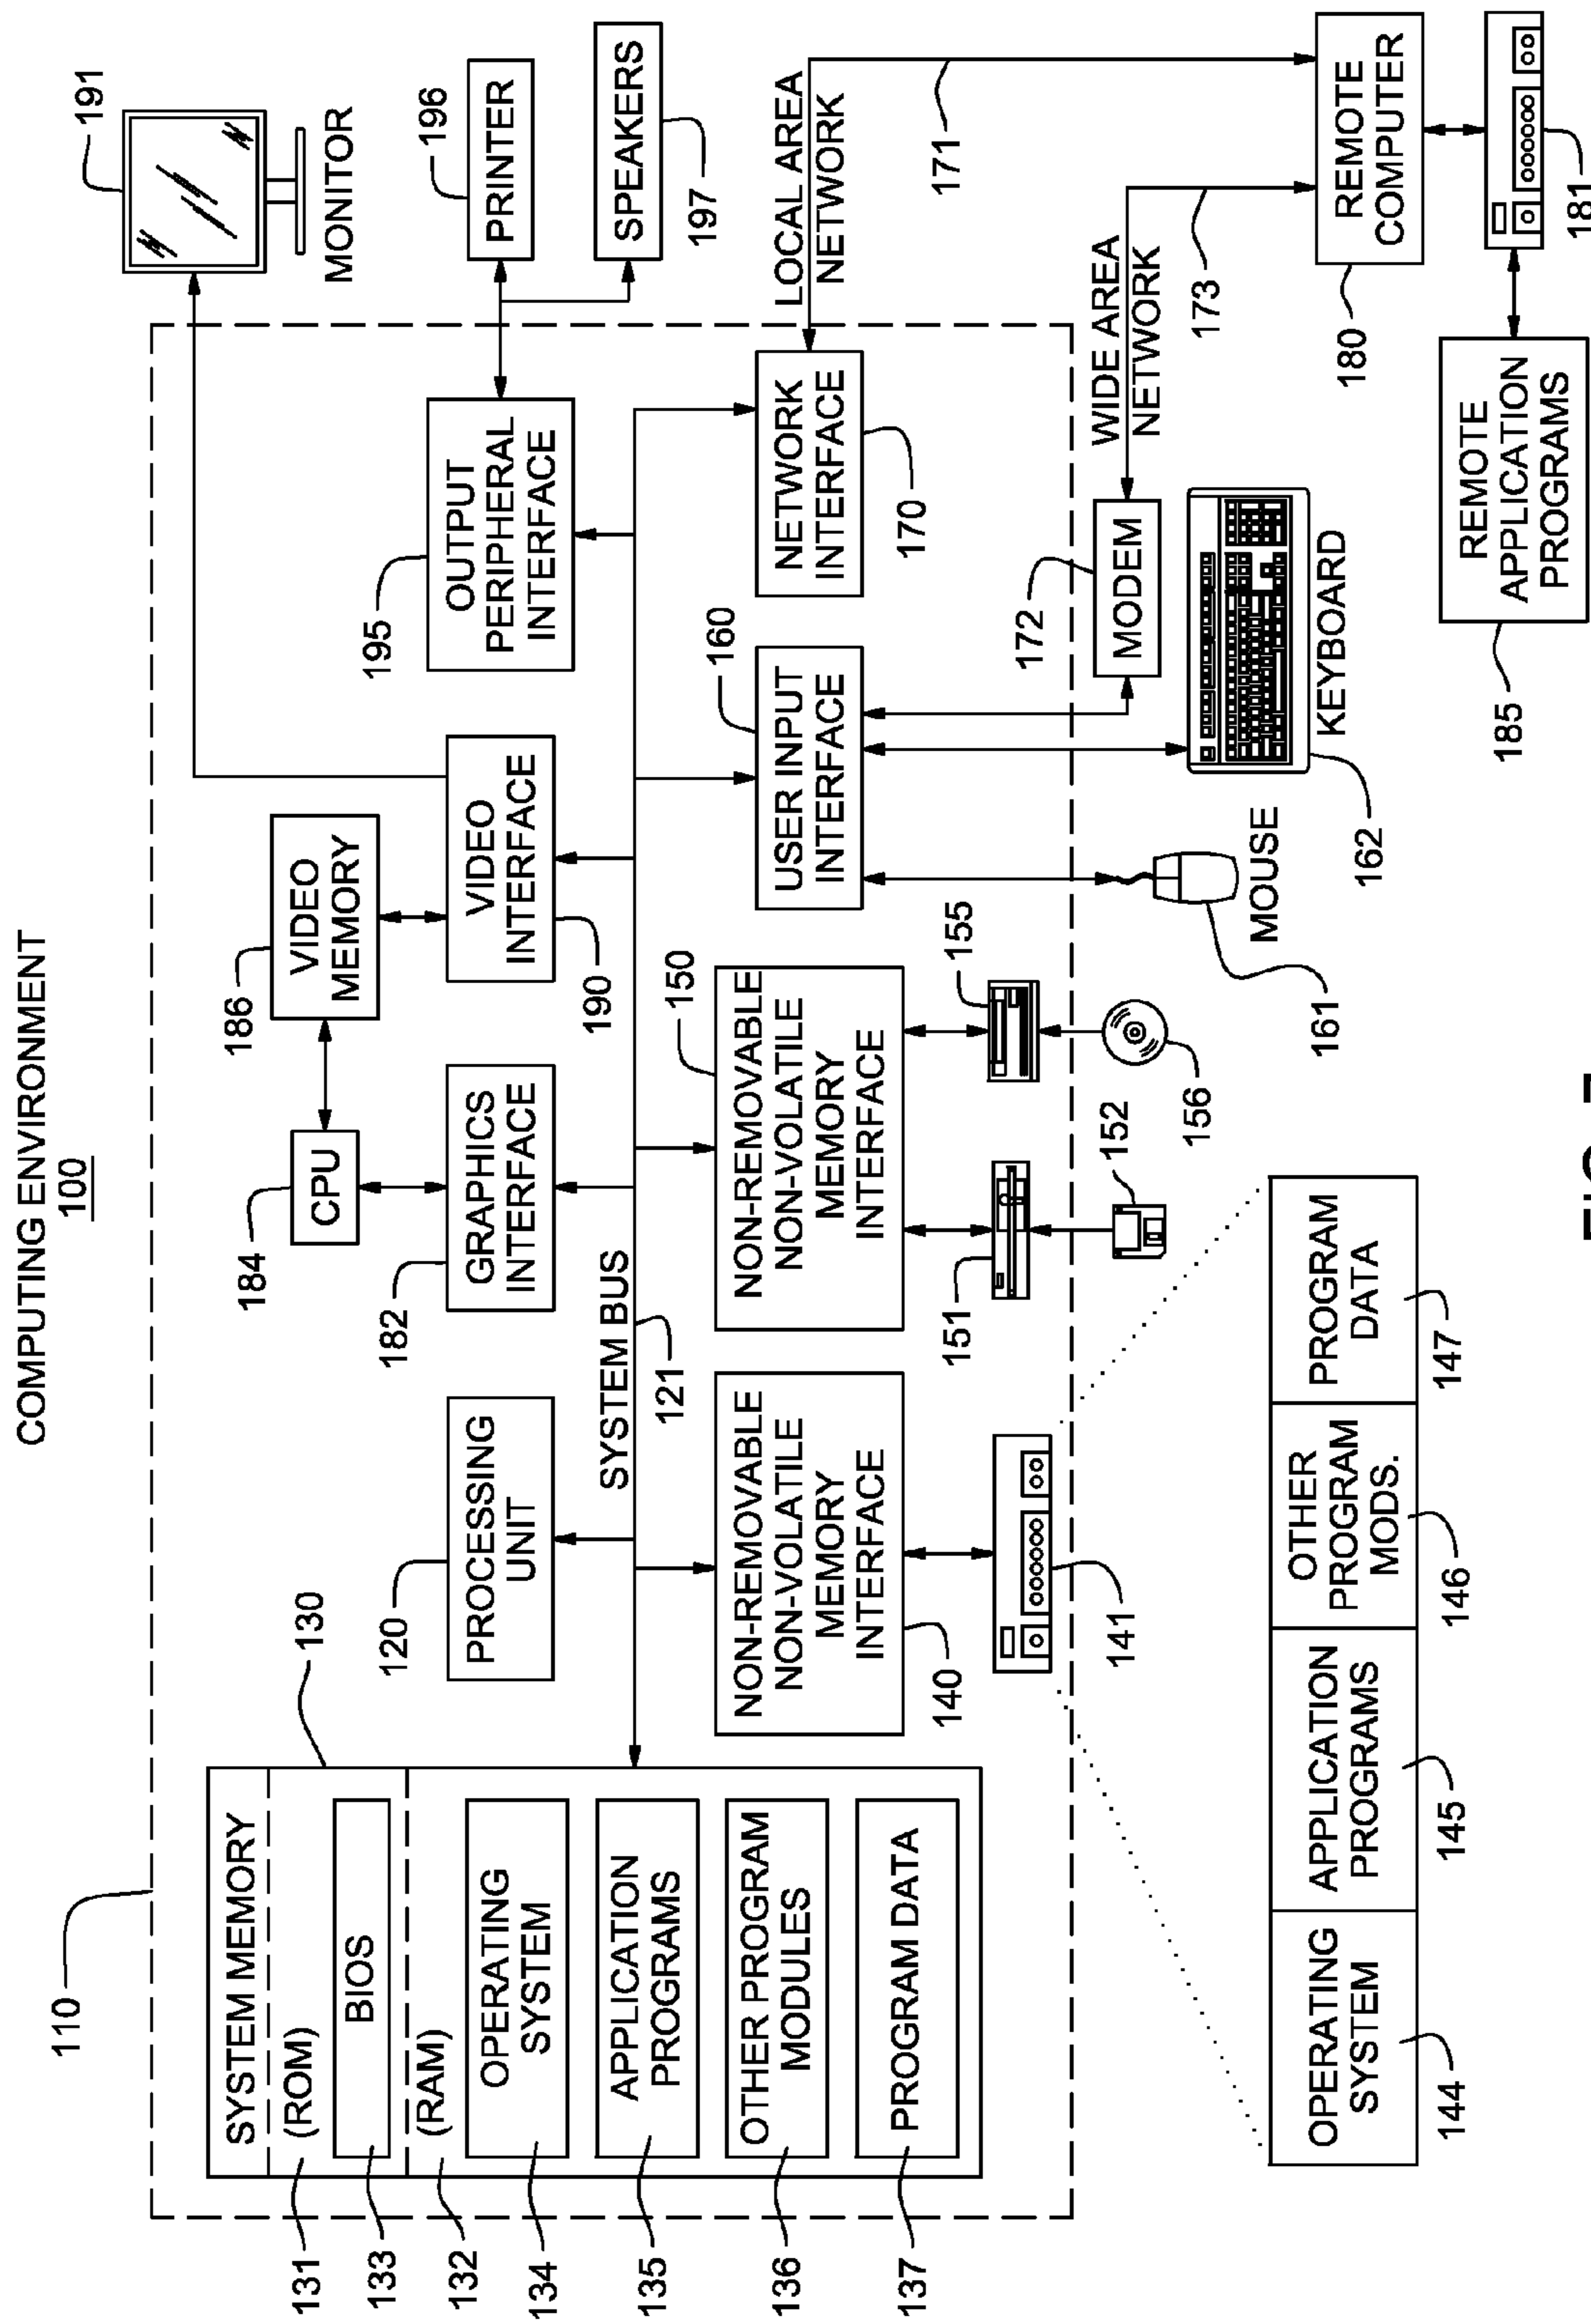 COMPUTING ENVIRONMENT
100
110
SYSTEM MEMORY
(ROM)
131
BIOS
133
130
(RAM)
132
OPERATING
SYSTEM
134
APPLICATION
PROGRAMS
135
OTHER PROGRAM
MODULES
136
PROGRAM DATA
137
120
PROCESSING
UNIT
184
CPU
182
GRAPHICS
INTERFACE
186
VIDEO
MEMORY
VIDEO
INTERFACE
190
191
MONITOR
195
OUTPUT
PERIPHERAL
INTERFACE
196
PRINTER
SPEAKERS
197
SYSTEM BUS
121
NON-REMOVABLE
NON-VOLATILE
MEMORY
INTERFACE
140
141
150
NON-REMOVABLE
NON-VOLATILE
MEMORY
INTERFACE
151
152
155
156
160
USER INPUT
INTERFACE
NETWORK
INTERFACE
170
LOCAL AREA
NETWORK
171
172
MODEM
WIDE AREA
NETWORK
173
MOUSE
161
KEYBOARD
162
REMOTE
COMPUTER
180
181
REMOTE
APPLICATION
PROGRAMS
185
OPERATING
SYSTEM
144
APPLICATION
PROGRAMS
145
OTHER
PROGRAM
MODS.
146
PROGRAM
DATA
147